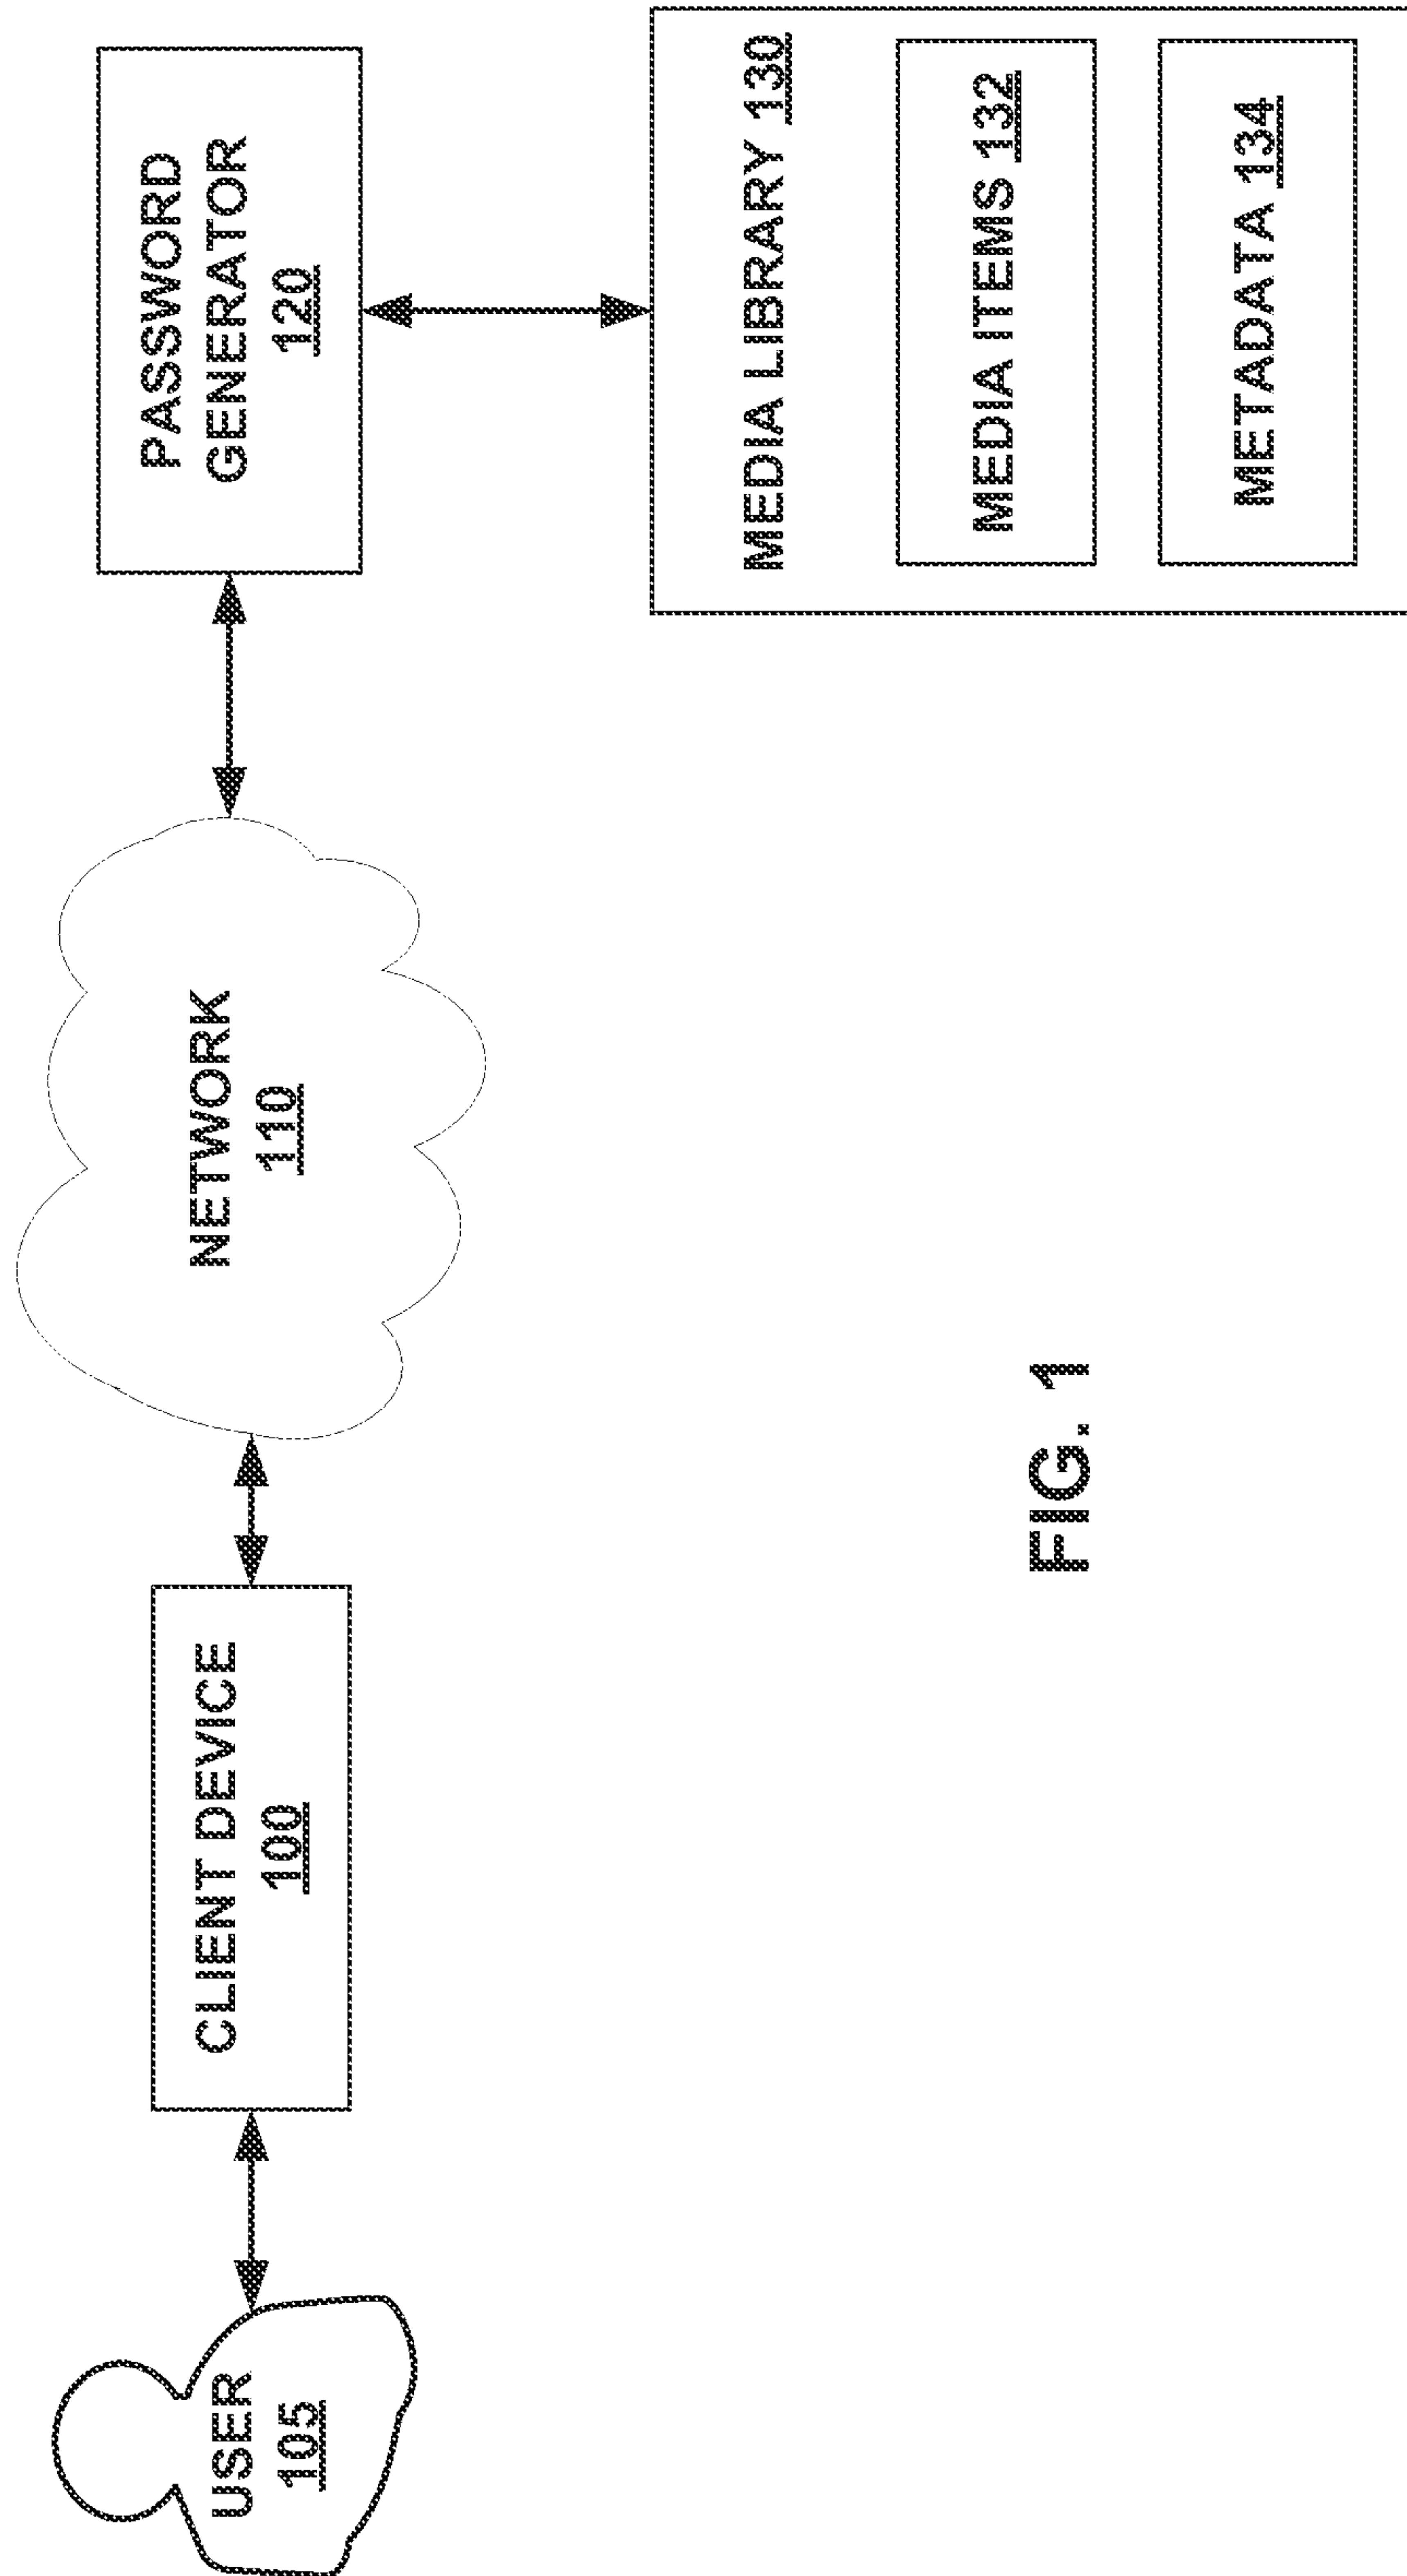 USER
105
CLIENT DEVICE
100
NETWORK
110
PASSWORD
GENERATOR
120
MEDIA LIBRARY 130
MEDIA ITEMS 132
METADATA 134
FIG. 1